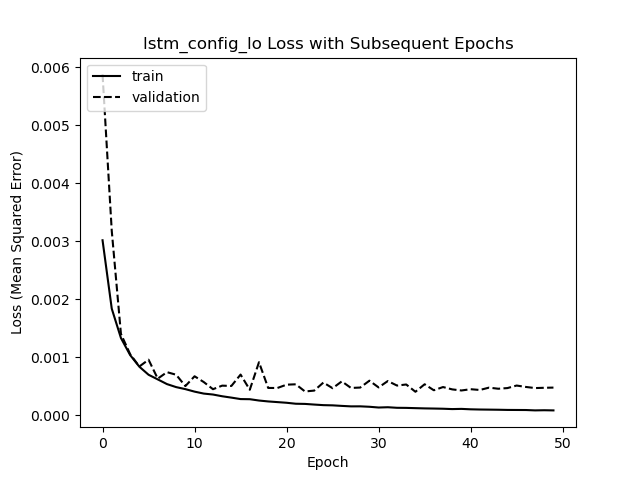 lstm_config_lo Loss with Subsequent Epochs
train
validation
Loss (Mean Squared Error)
0.006
0.005
0.004
0.003
0.002
0.001
0.000
0
10
20
30
40
50
Epoch